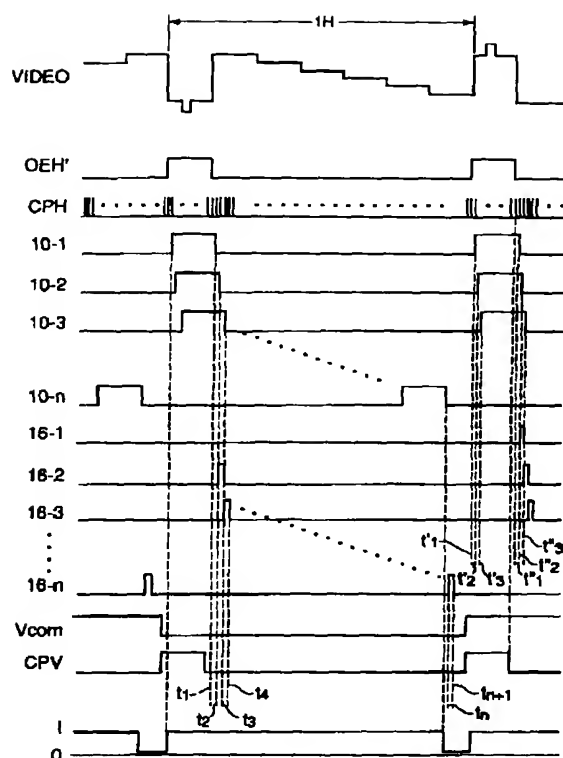 1H
VIDEO
OEH'
CPH
10-1
10-2
10-3
10-n
16-1
16-2
16-3
t'1
t"3
16-n
t'2
t'3
t"1
t"2
Vcom
CPV
t1
t4
tn+1
t2
t3
tn
I
0